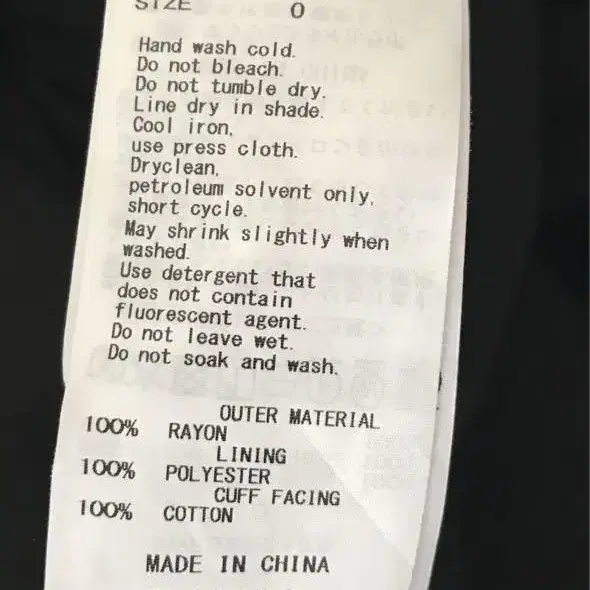 SIZE 0
Hand wash cold.
Do not bleach.
Do not tumble dry.
Line dry in shade.
Cool iron,
use press cloth.
Dryclean,
petroleum solvent only,
short cycle.
May shrink slightly when
washed.
Use detergent that
does not contain
fluorescent agent.
Do not leave wet.
Do not soak and wash.
OUTER MATERIAL
100% RAYON
LINING
100% POLYESTER
CUFF FACING
100% COTTON
MADE IN CHINA